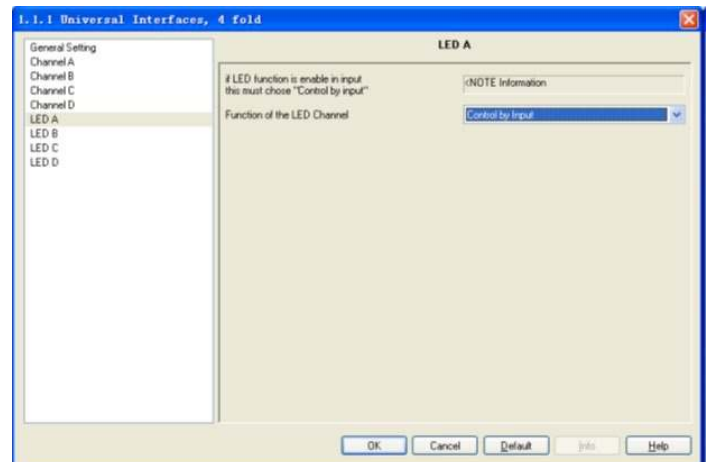 1.1.1 Universal Interfaces, 4 fold
General Setting
Channel A
Channel B
Channel C
Channel D
LED A
LED B
LED C
LED D
LED A
if LED function is enable in input
this must chose "Control by input"
<NOTE Information
Function of the LED Channel
Control by Input
OK
Cancel
Default
Info
Help